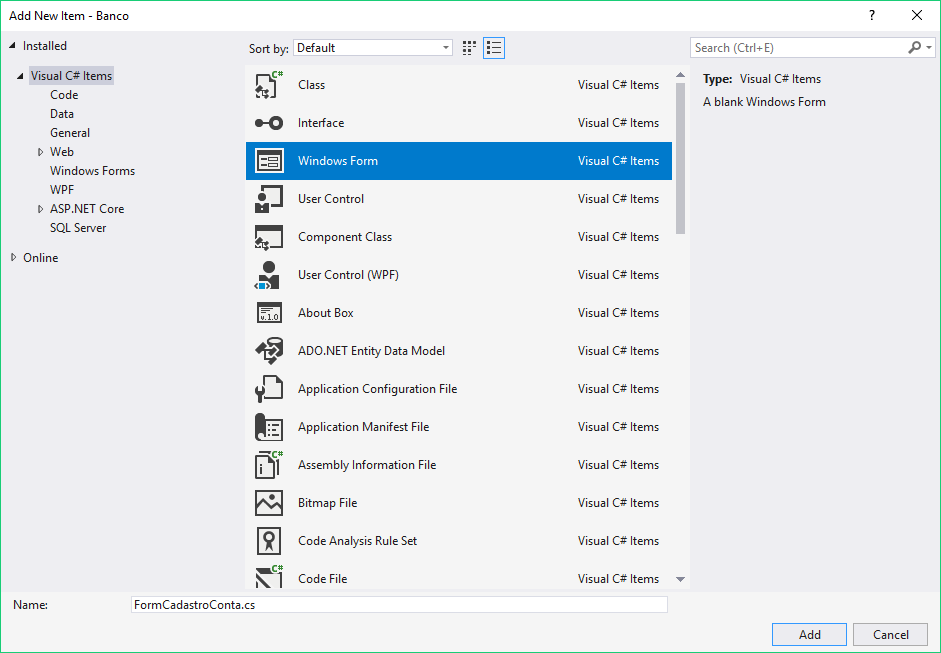 Add New Item - Banco
? 
Installed
Visual C# Items
Code
Data
General
Web
Windows Forms
WPF
ASP.NET Core
SQL Server
Online
Sort by: Default
Class Visual C# Items
Interface Visual C# Items
Windows Form Visual C# Items
User Control Visual C# Items
Component Class Visual C# Items
User Control (WPF) Visual C# Items
v.1.0 About Box Visual C# Items
ADO.NET Entity Data Model Visual C# Items
Application Configuration File Visual C# Items
Application Manifest File Visual C# Items
C# Assembly Information File Visual C# Items
Bitmap File Visual C# Items
Code Analysis Rule Set Visual C# Items
C# Code File Visual C# Items
Search (Ctrl+E)
Type: Visual C# Items
A blank Windows Form
Name: FormCadastroConta.cs
Add Cancel